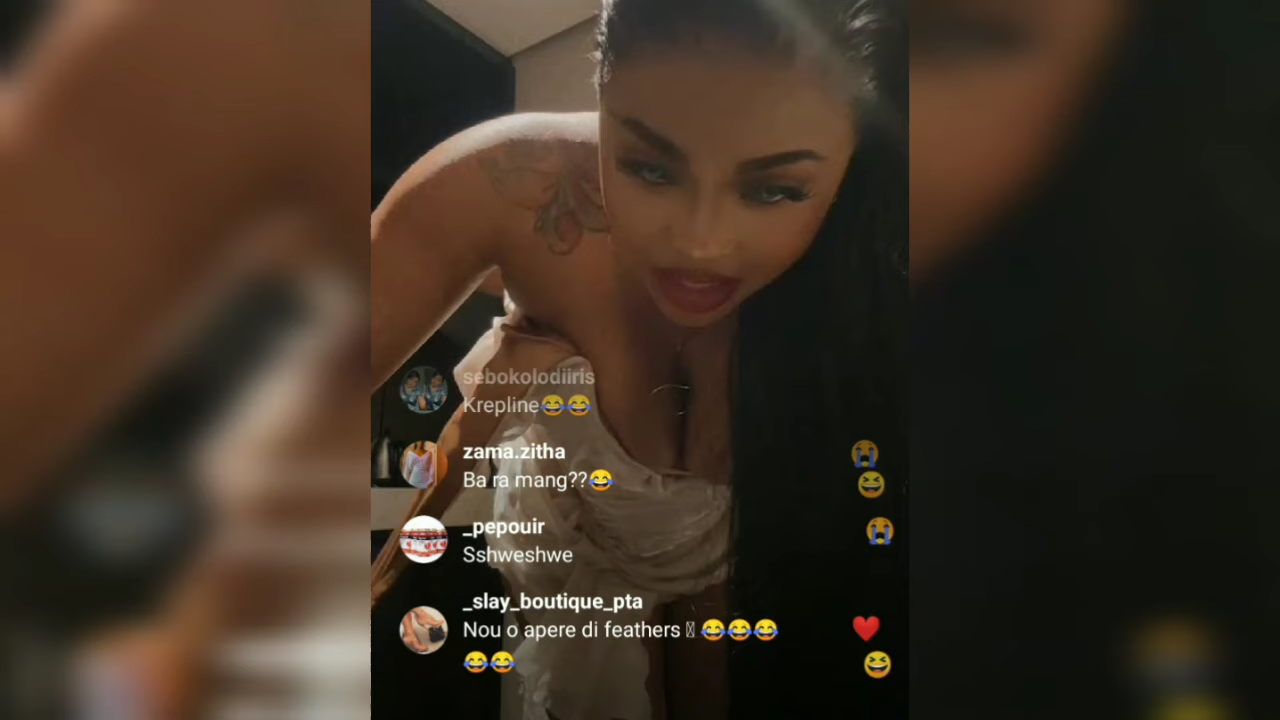 sebokolodiiris
Krepline😂😂
zama.zitha
Ba ra mang??😂
_pepouir
Sshweshwe
_slay_boutique_pta
Nou o apere di feathers 😂😂😂
😂😂